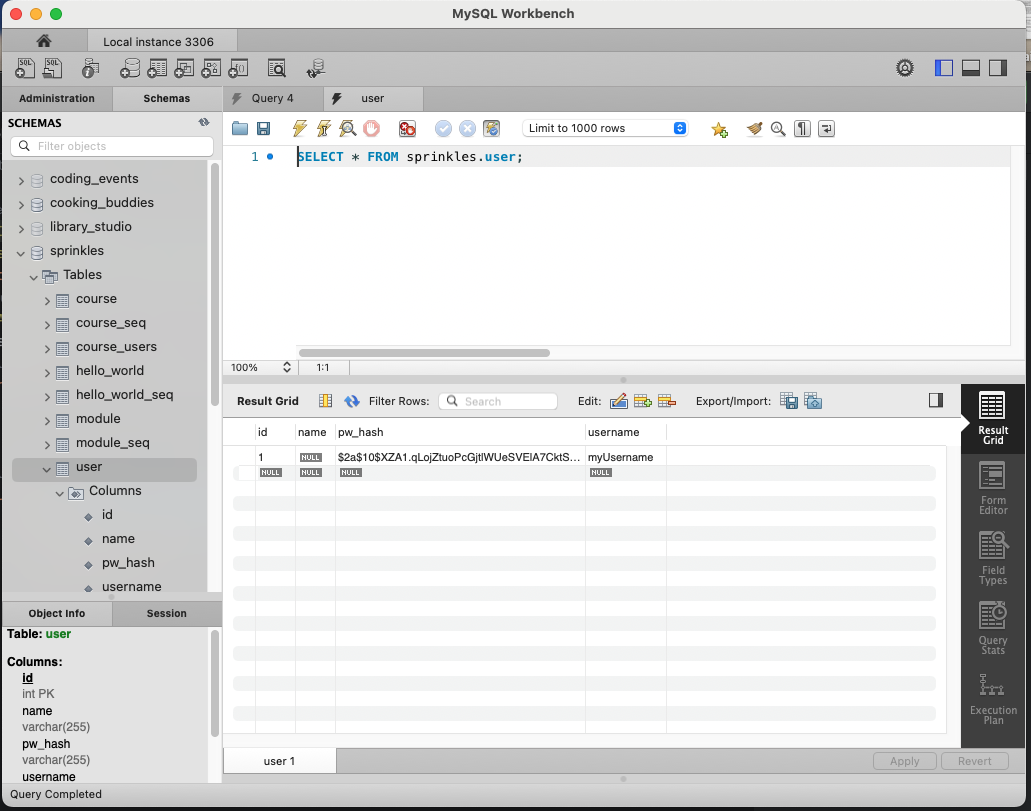 MySQL Workbench
Local instance 3306
Administration
Schemas
Query 4
user
SCHEMAS
Filter objects
coding_events
cooking_buddies
library_studio
sprinkles
Tables
course
course_seq
course_users
hello_world
hello_world_seq
module
module_seq
user
Columns
id
name
pw_hash
username
Object Info
Session
Table: user
Columns:
id
int PK
name
varchar(255)
pw_hash
varchar(255)
username
Limit to 1000 rows
1
SELECT * FROM sprinkles.user;
100%
1:1
Result Grid
Filter Rows:
Search
Edit:
Export/Import:
id name pw_hash username
1 NULL $2a$10$XZA1.qLojZtuoPcGjtlWUeSVElA7CktS... myUsername
NULL NULL NULL NULL
Result
Grid
Form
Editor
Field
Types
Query
Stats
Execution
Plan
user 1
Apply
Revert
Query Completed